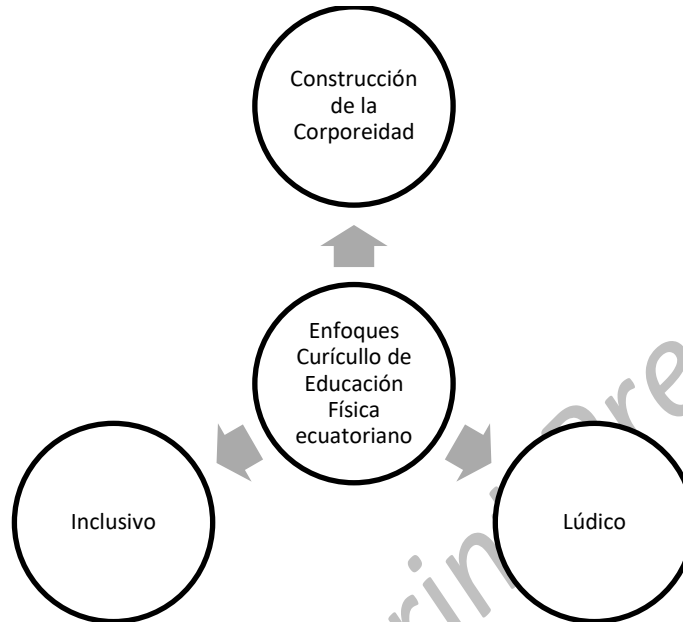 Construcción
de la
Corporeidad
Enfoques
Curícullo de
Educación
Física
ecuatoriano
Inclusivo
Lúdico